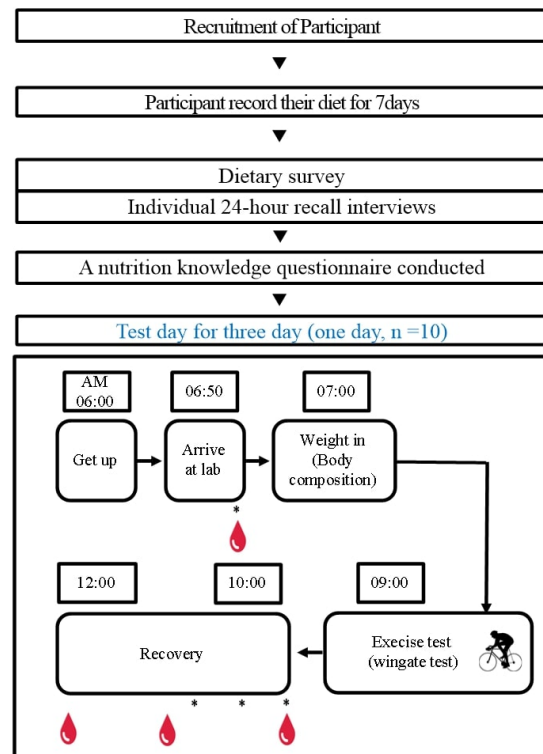 Recruitment of Participant
▼
Participant record their diet for 7days
▼
Dietary survey
Individual 24-hour recall interviews
▼
A nutrition knowledge questionnaire conducted
▼
Test day for three day (one day, n =10)
AM
06:00
06:50
07:00
Get up
Arrive
at lab
Weight in
(Body
composition)
*
12:00
10:00
09:00
Recovery
Execise test
(wingate test)
* * *